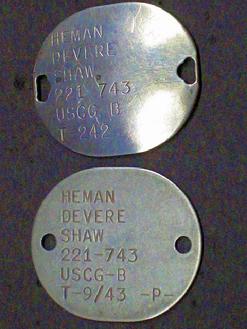 HEMAN
DEVERE
SHAW
221 743
USCG B
T 242
HEMAN
DEVERE
SHAW
221-743
USCG-B
T-9/43 -P-